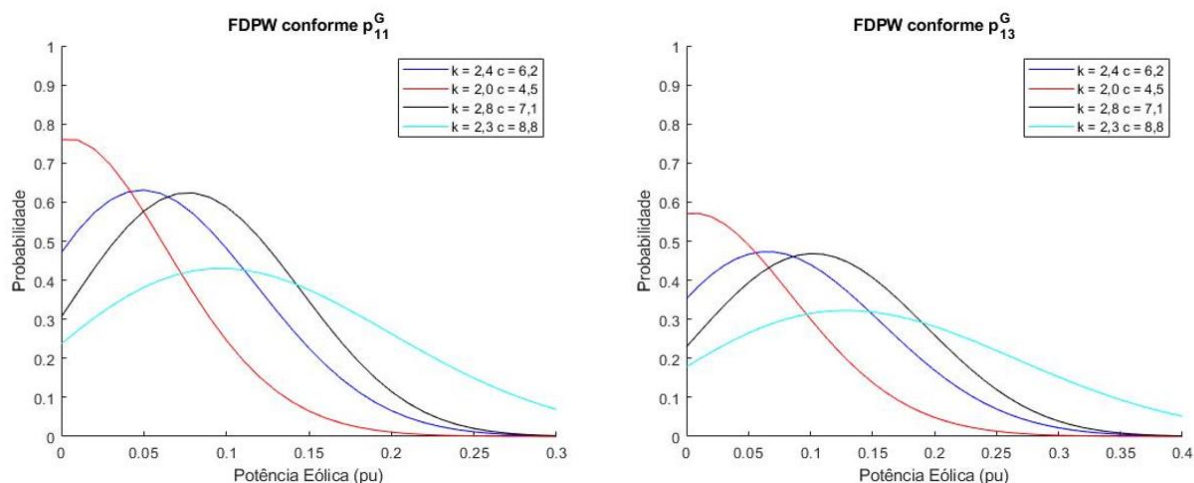 FDPW conforme p_11^G
1
0.9
0.8
0.7
0.6
0.5
0.4
0.3
0.2
0.1
0
Probabilidade
k = 2,4 c = 6,2
k = 2,0 c = 4,5
k = 2,8 c = 7,1
k = 2,3 c = 8,8
0 0.05 0.1 0.15 0.2 0.25 0.3
Potência Eólica (pu)
FDPW conforme p_13^G
1
0.9
0.8
0.7
0.6
0.5
0.4
0.3
0.2
0.1
0
Probabilidade
k = 2,4 c = 6,2
k = 2,0 c = 4,5
k = 2,8 c = 7,1
k = 2,3 c = 8,8
0 0.05 0.1 0.15 0.2 0.25 0.3 0.35 0.4
Potência Eólica (pu)